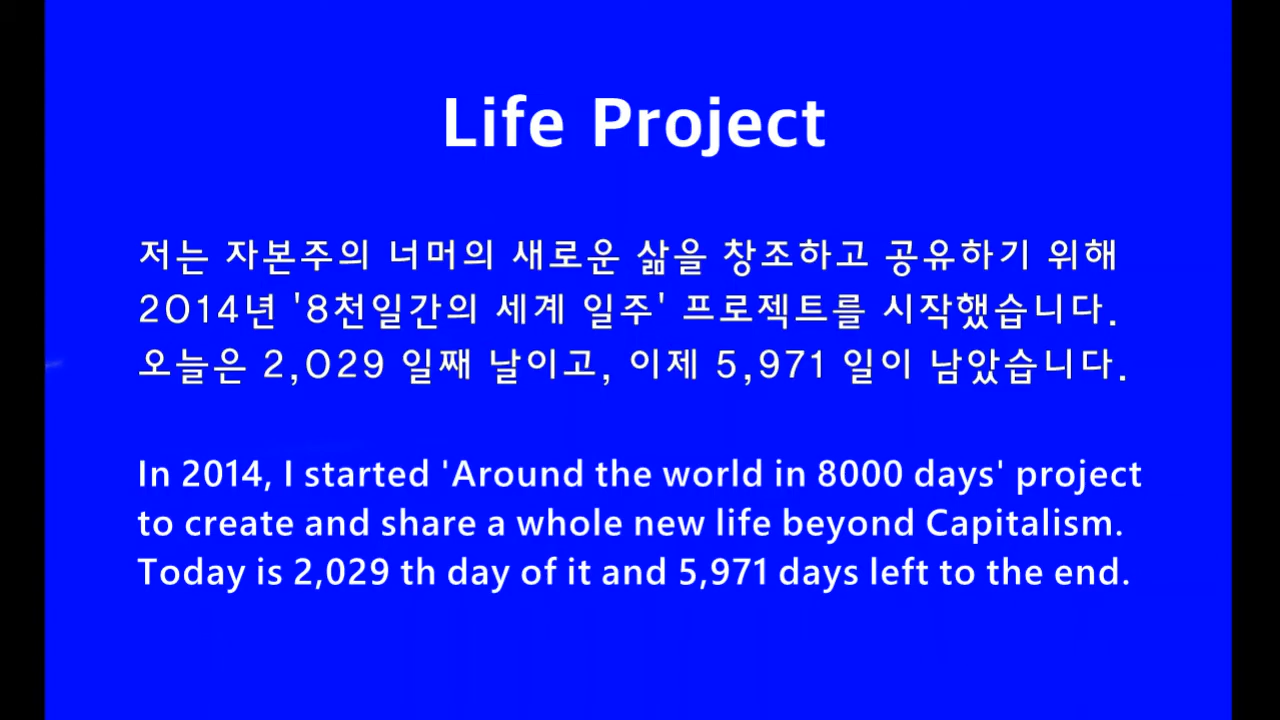 Life Project
저는 자본주의 너머의 새로운 삶을 창조하고 공유하기 위해
2014년 '8천일간의 세계 일주' 프로젝트를 시작했습니다.
오늘은 2,029 일째 날이고, 이제 5,971 일이 남았습니다.
In 2014, I started 'Around the world in 8000 days' project
to create and share a whole new life beyond Capitalism.
Today is 2,029 th day of it and 5,971 days left to the end.